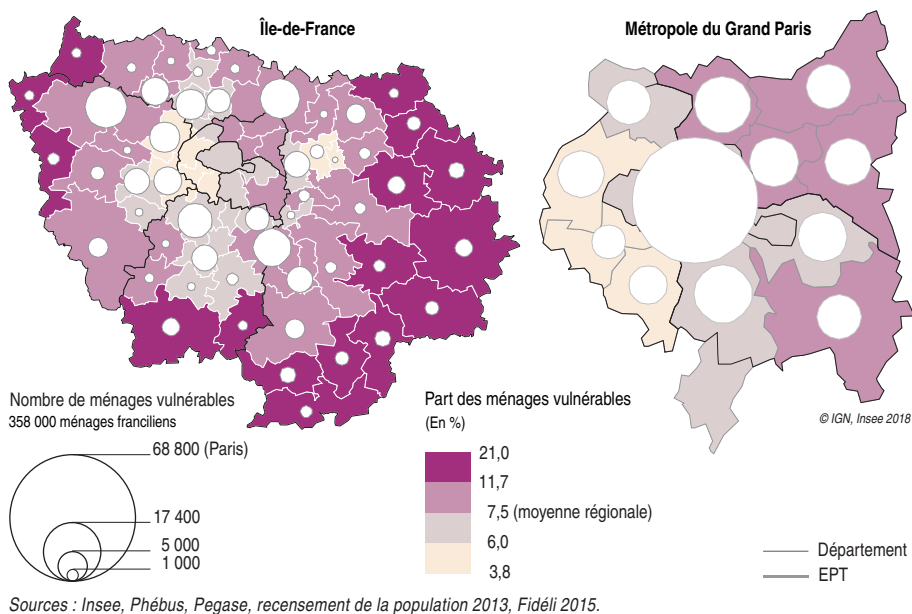 Île-de-France
Métropole du Grand Paris
Nombre de ménages vulnérables
358 000 ménages franciliens
68 800 (Paris)
17 400
5 000
1 000
Part des ménages vulnérables
(En %)
21,0
11,7
7,5 (moyenne régionale)
6,0
3,8
© IGN, Insee 2018
Département
EPT
Sources : Insee, Phébus, Pegase, recensement de la population 2013, Fidéli 2015.